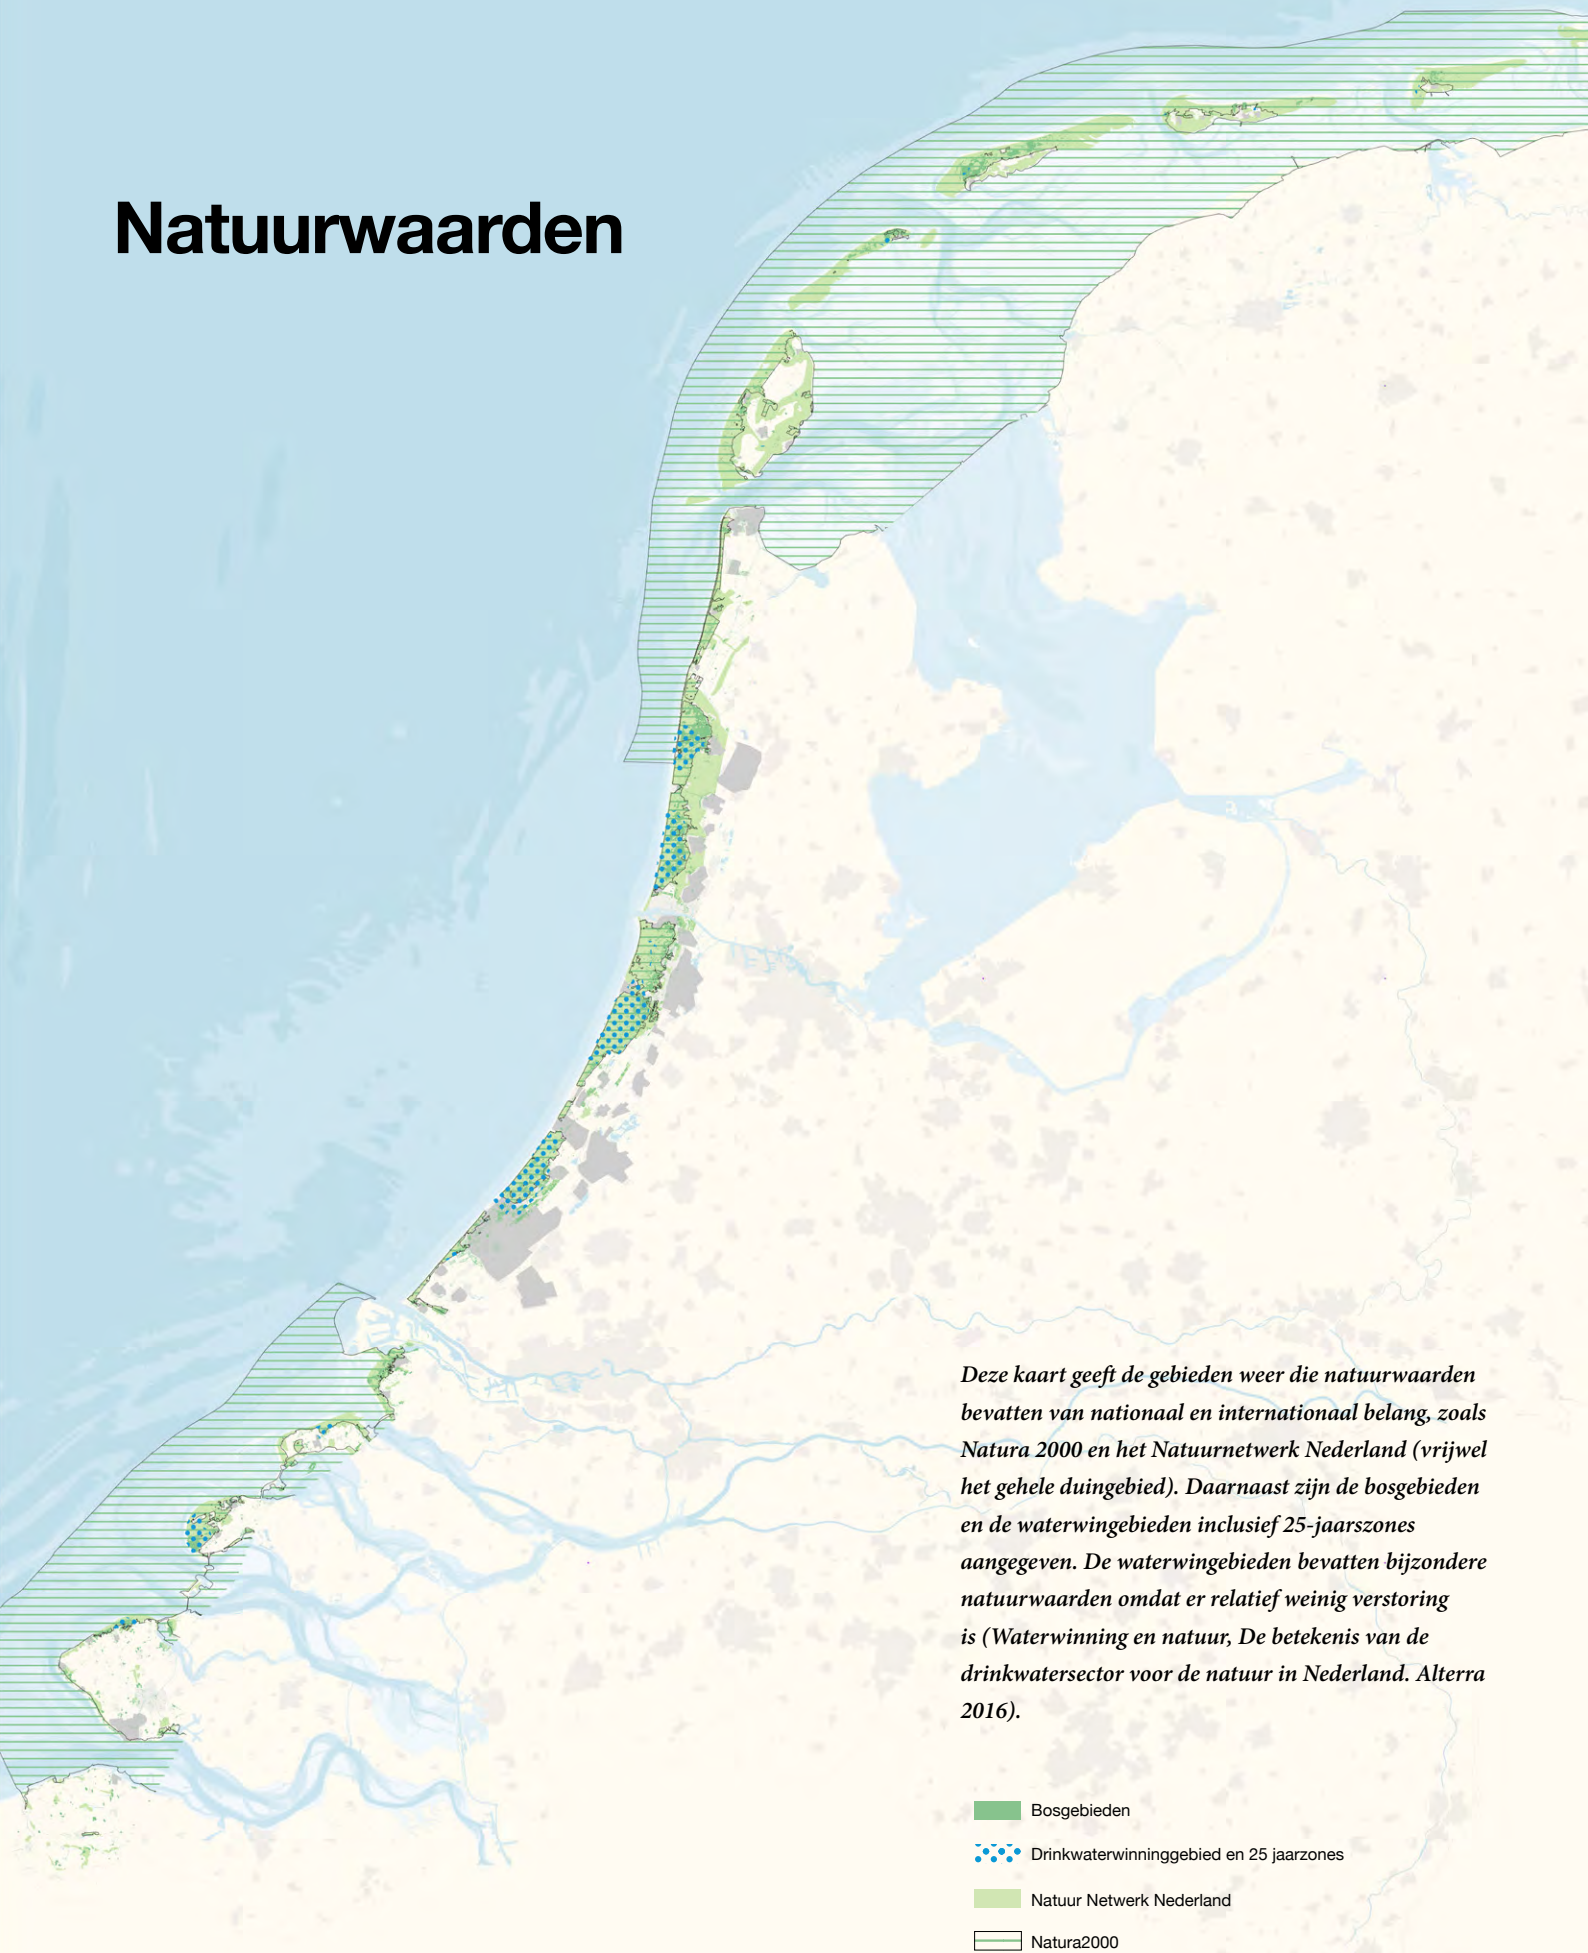 Natuurwaarden
Deze kaart geeft de gebieden weer die natuurwaarden
bevatten van nationaal en internationaal belang, zoals
Natura 2000 en het Natuurnetwerk Nederland (vrijwel
het gehele duingebied). Daarnaast zijn de bosgebieden
en de waterwingebieden inclusief 25-jaarszones
aangegeven. De waterwingebieden bevatten bijzondere
natuurwaarden omdat er relatief weinig verstoring
is (Waterwinning en natuur, De betekenis van de
drinkwatersector voor de natuur in Nederland. Alterra
2016).
Bosgebieden
Drinkwaterwinninggebied en 25 jaarzones
Natuur Netwerk Nederland
Natura2000